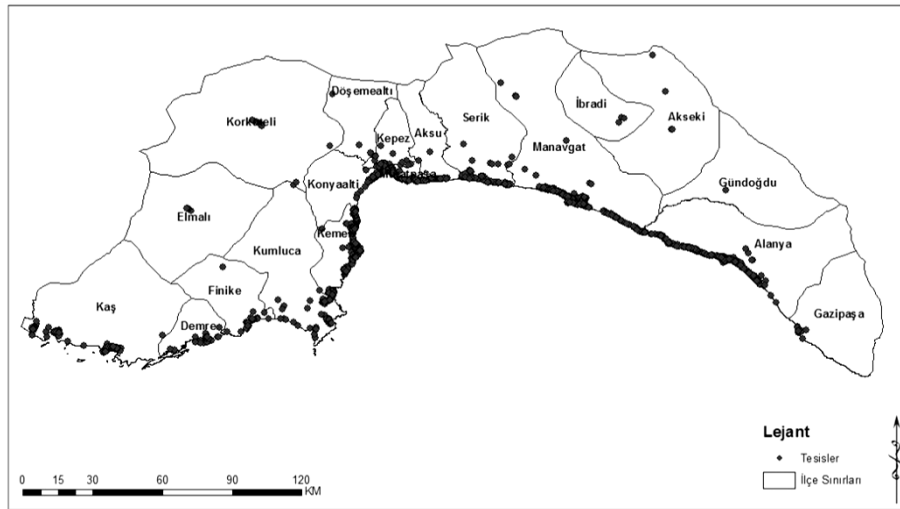 Döşemealtı
Korkuteli
Kepez
Aksu
Serik
İbradi
Akseki
Manavgat
Konyaalti
Gündoğdu
Elmalı
Kemer
Kumluca
Alanya
Finike
Kaş
Demre
Gazipaşa
Lejant
Tesisler
İlçe Sınırları
0 15 30 60 90 120
KM